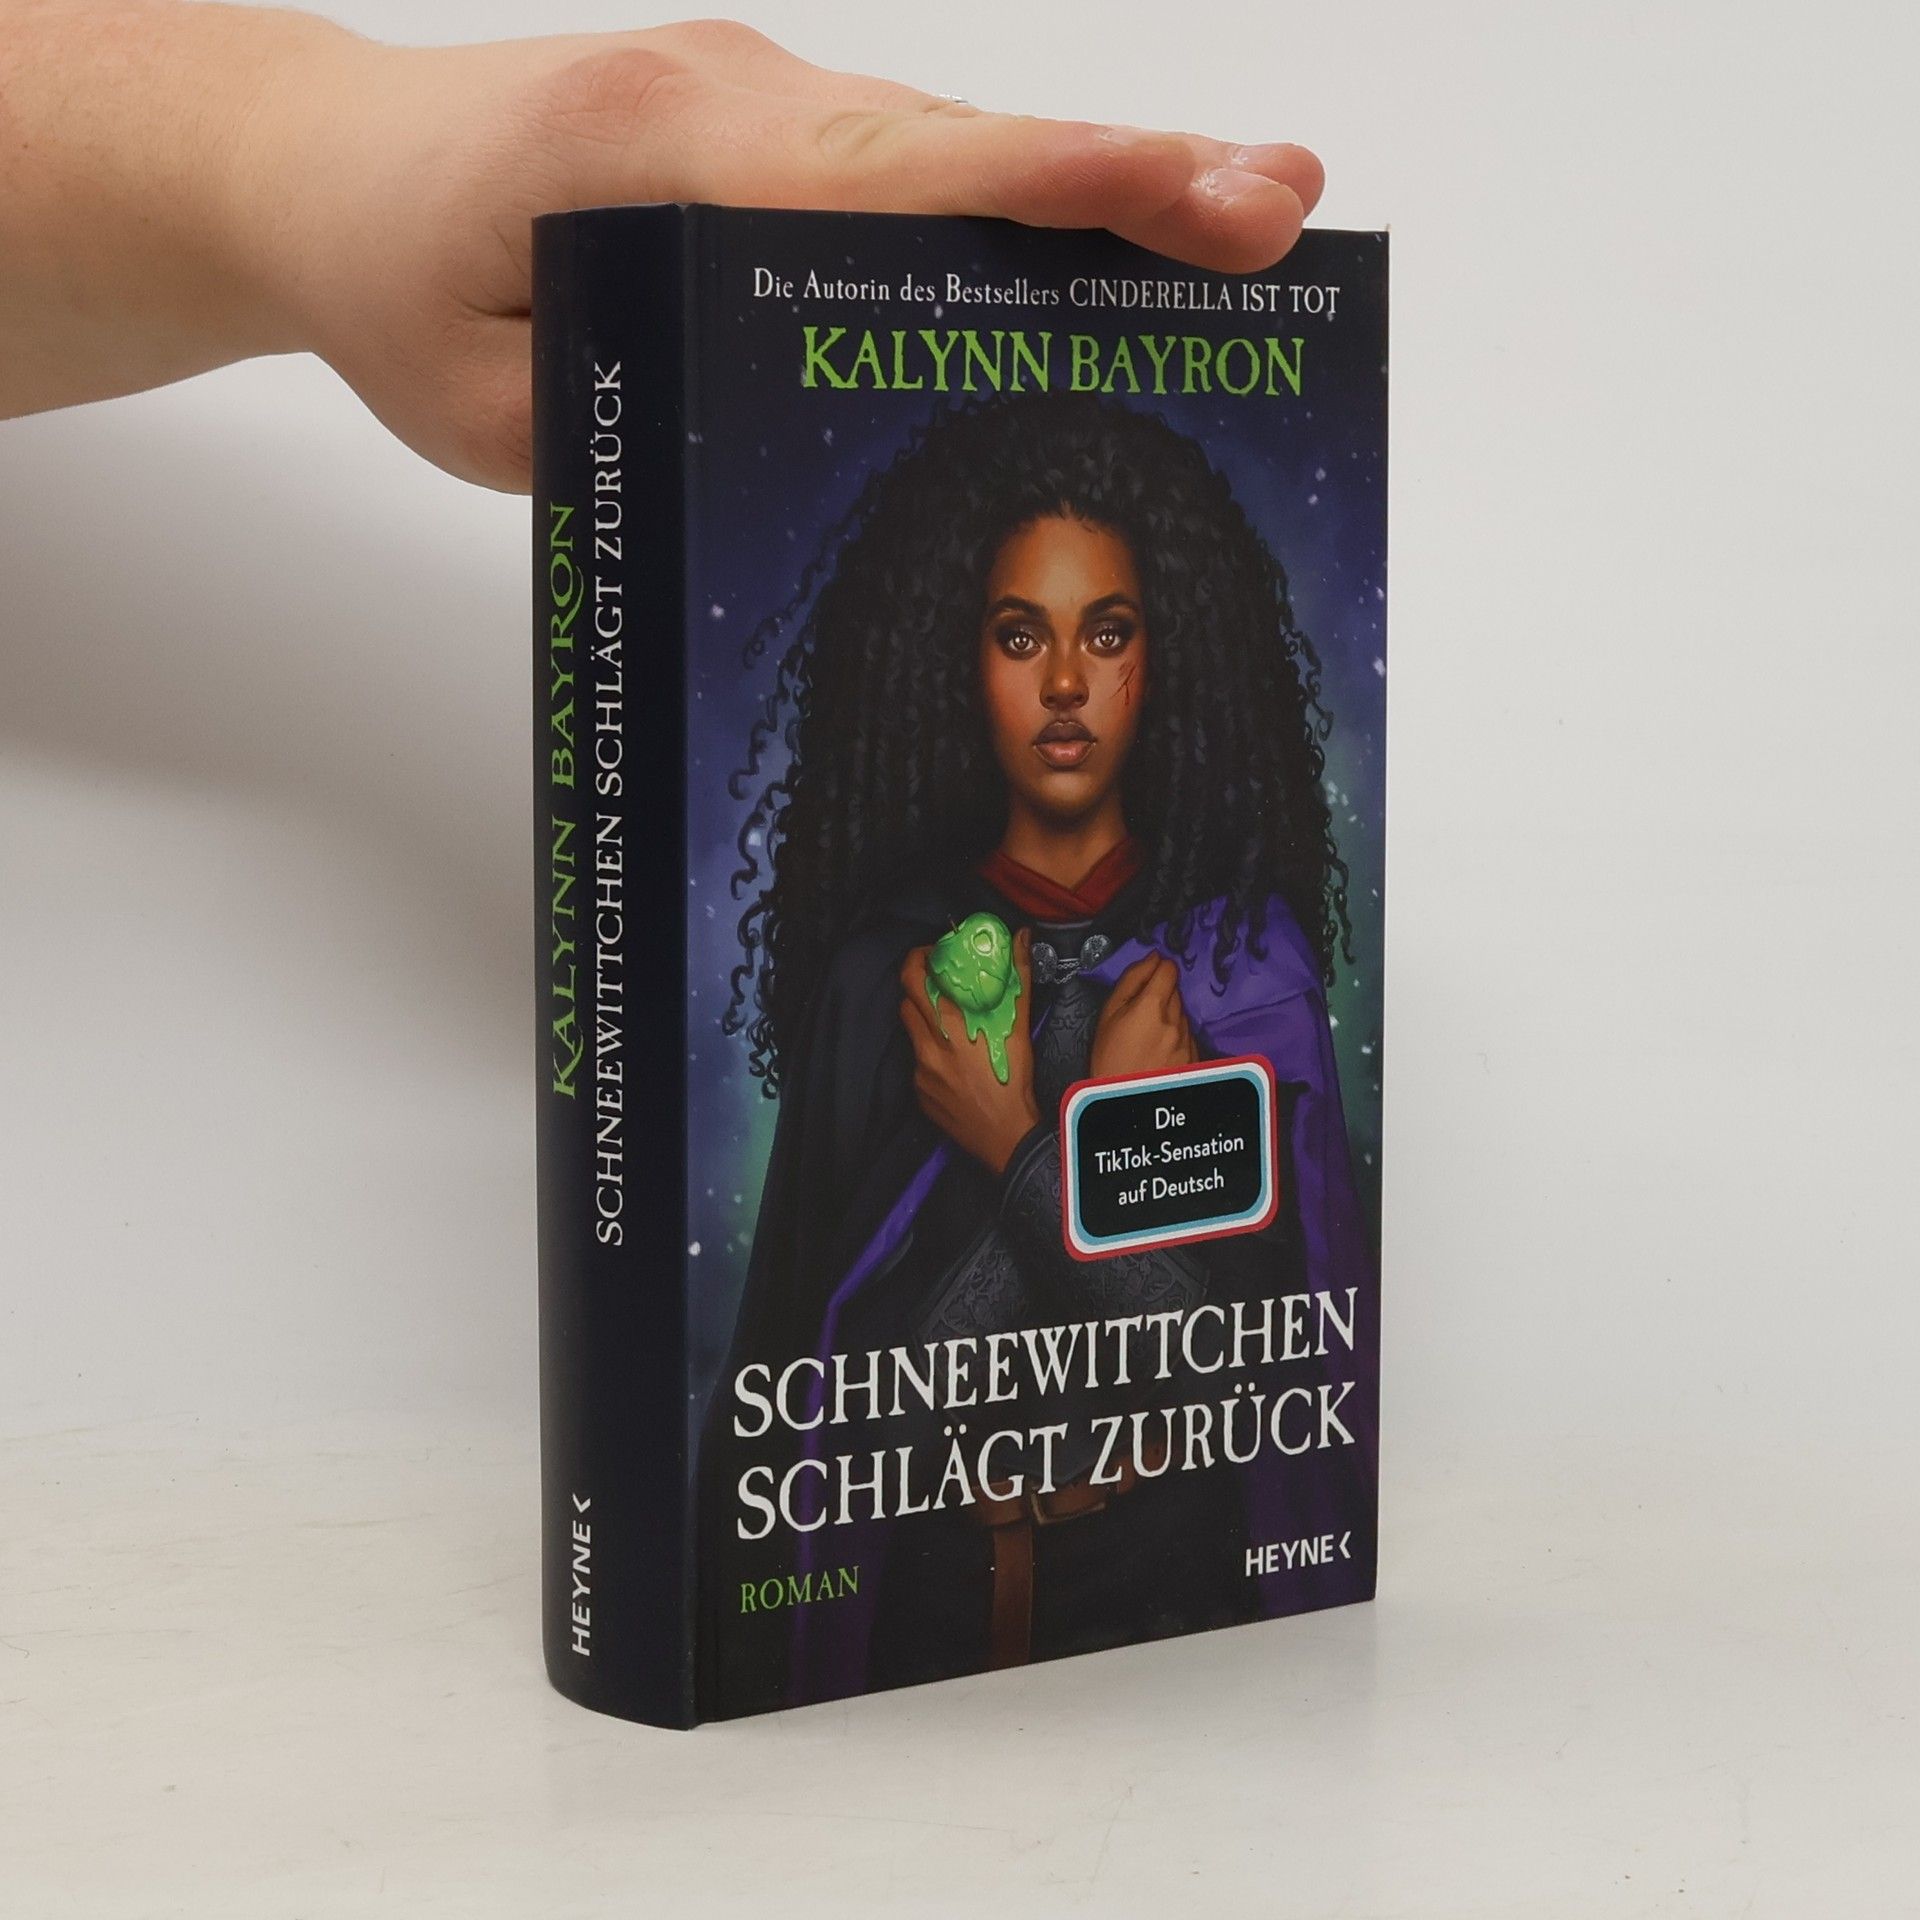 KALYNN BAYRON
SCHNEEWITTCHEN SCHLÄGT ZURÜCK
HEYNE<
Die Autorin des Bestsellers CINDERELLA IST TOT
KALYNN BAYRON
Die
TikTok-Sensation
auf Deutsch
SCHNEEWITTCHEN
SCHLÄGT ZURÜCK
ROMAN
HEYNE<